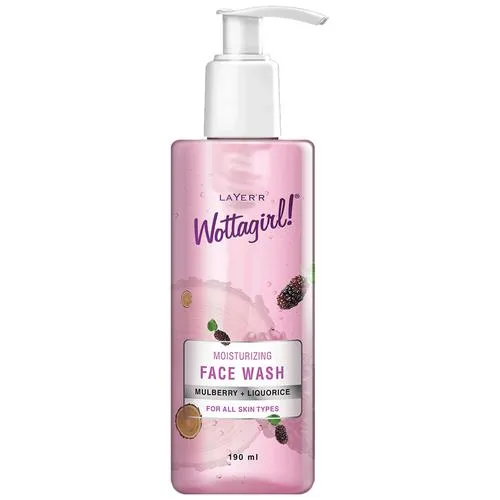 LAYER'R
Wottagirl!®
MOISTURIZING
FACE WASH
MULBERRY + LIQUORICE
FOR ALL SKIN TYPES
190 ml